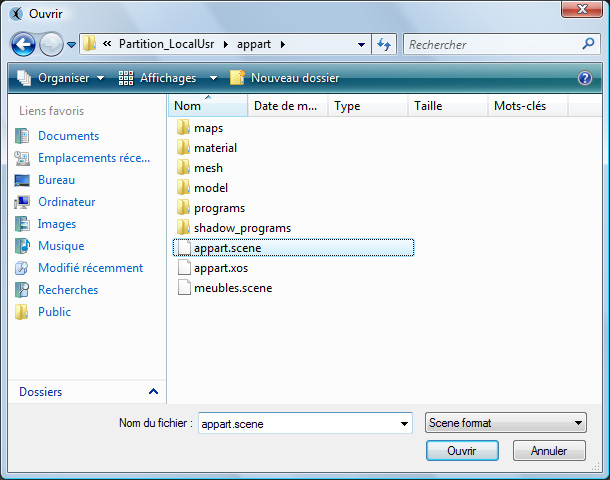 Ouvrir
Partition_LocalUsr appart
Rechercher
Organiser Affichages Nouveau dossier ?
Liens favoris
Documents
Emplacements réce...
Bureau
Ordinateur
Images
Musique
Modifié récemment
Recherches
Public
Dossiers
Nom Date de m... Type Taille Mots-clés
maps
material
mesh
model
programs
shadow_programs
appart.scene
appart.xos
meubles.scene
Nom du fichier : appart.scene Scene format
Ouvrir Annuler